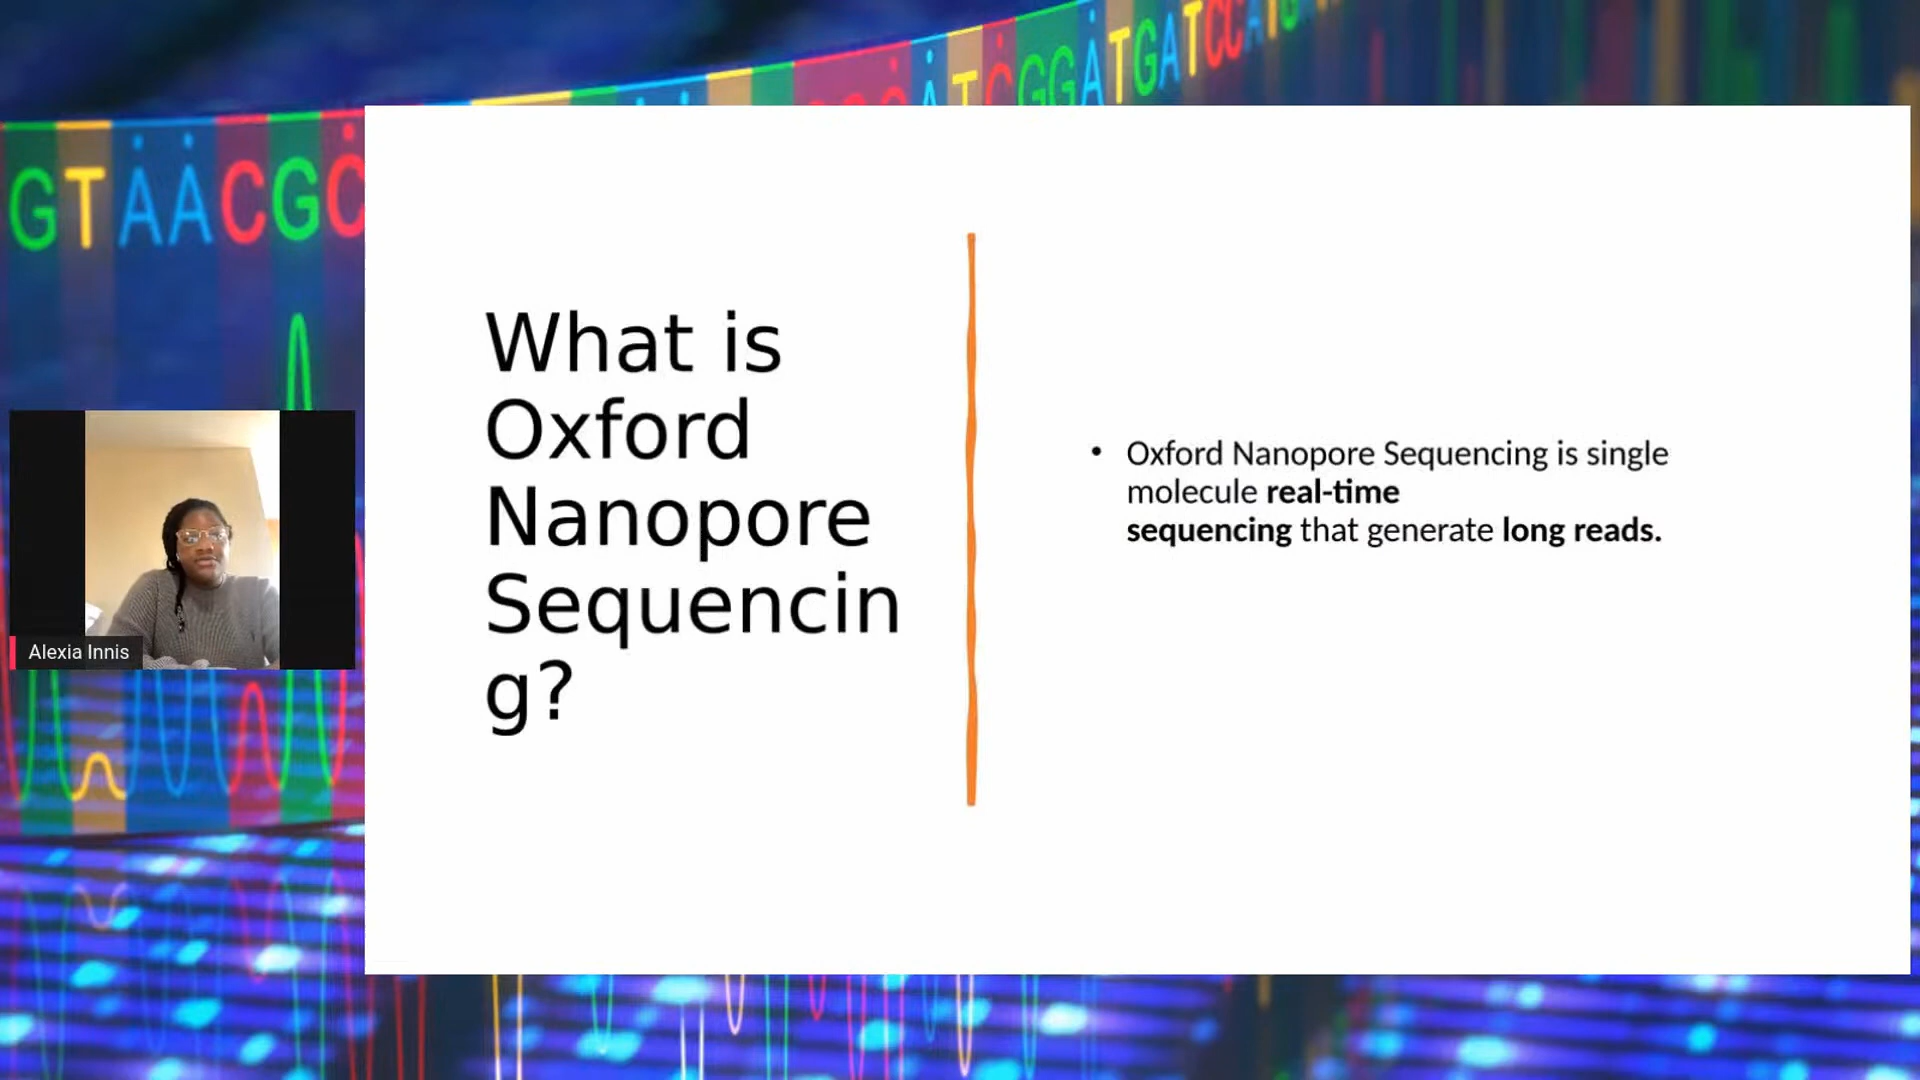 GTAACGC
ATCGGATGATCC
What is
Oxford
Nanopore
Sequencin
g?
• Oxford Nanopore Sequencing is single
molecule real-time
sequencing that generate long reads.
Alexia Innis